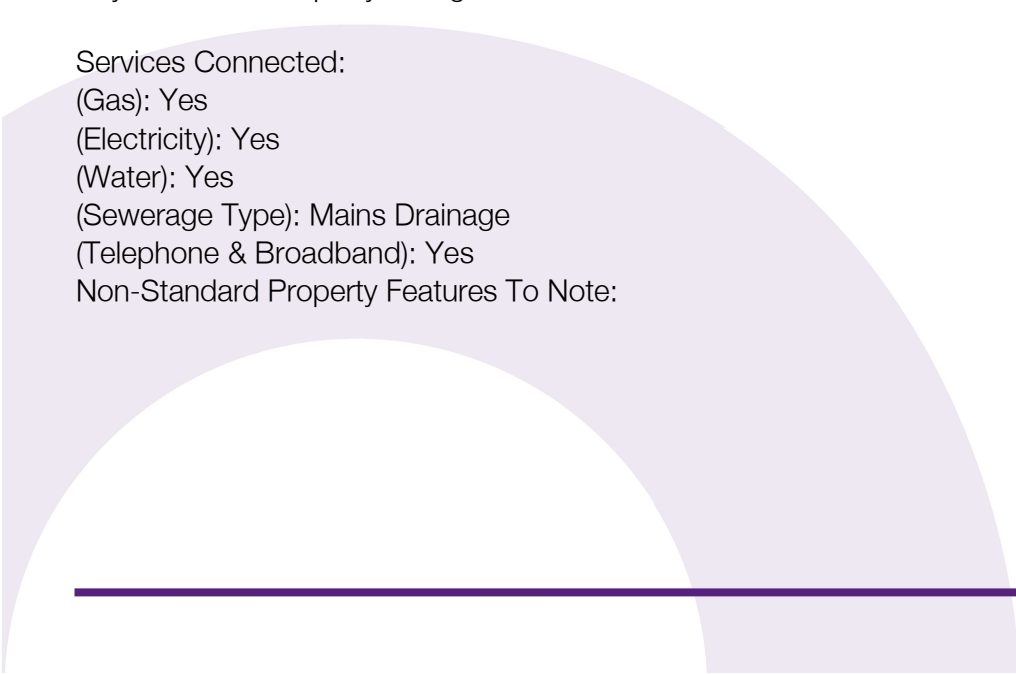 Services Connected:
(Gas): Yes
(Electricity): Yes
(Water): Yes
(Sewerage Type): Mains Drainage
(Telephone & Broadband): Yes
Non-Standard Property Features To Note: